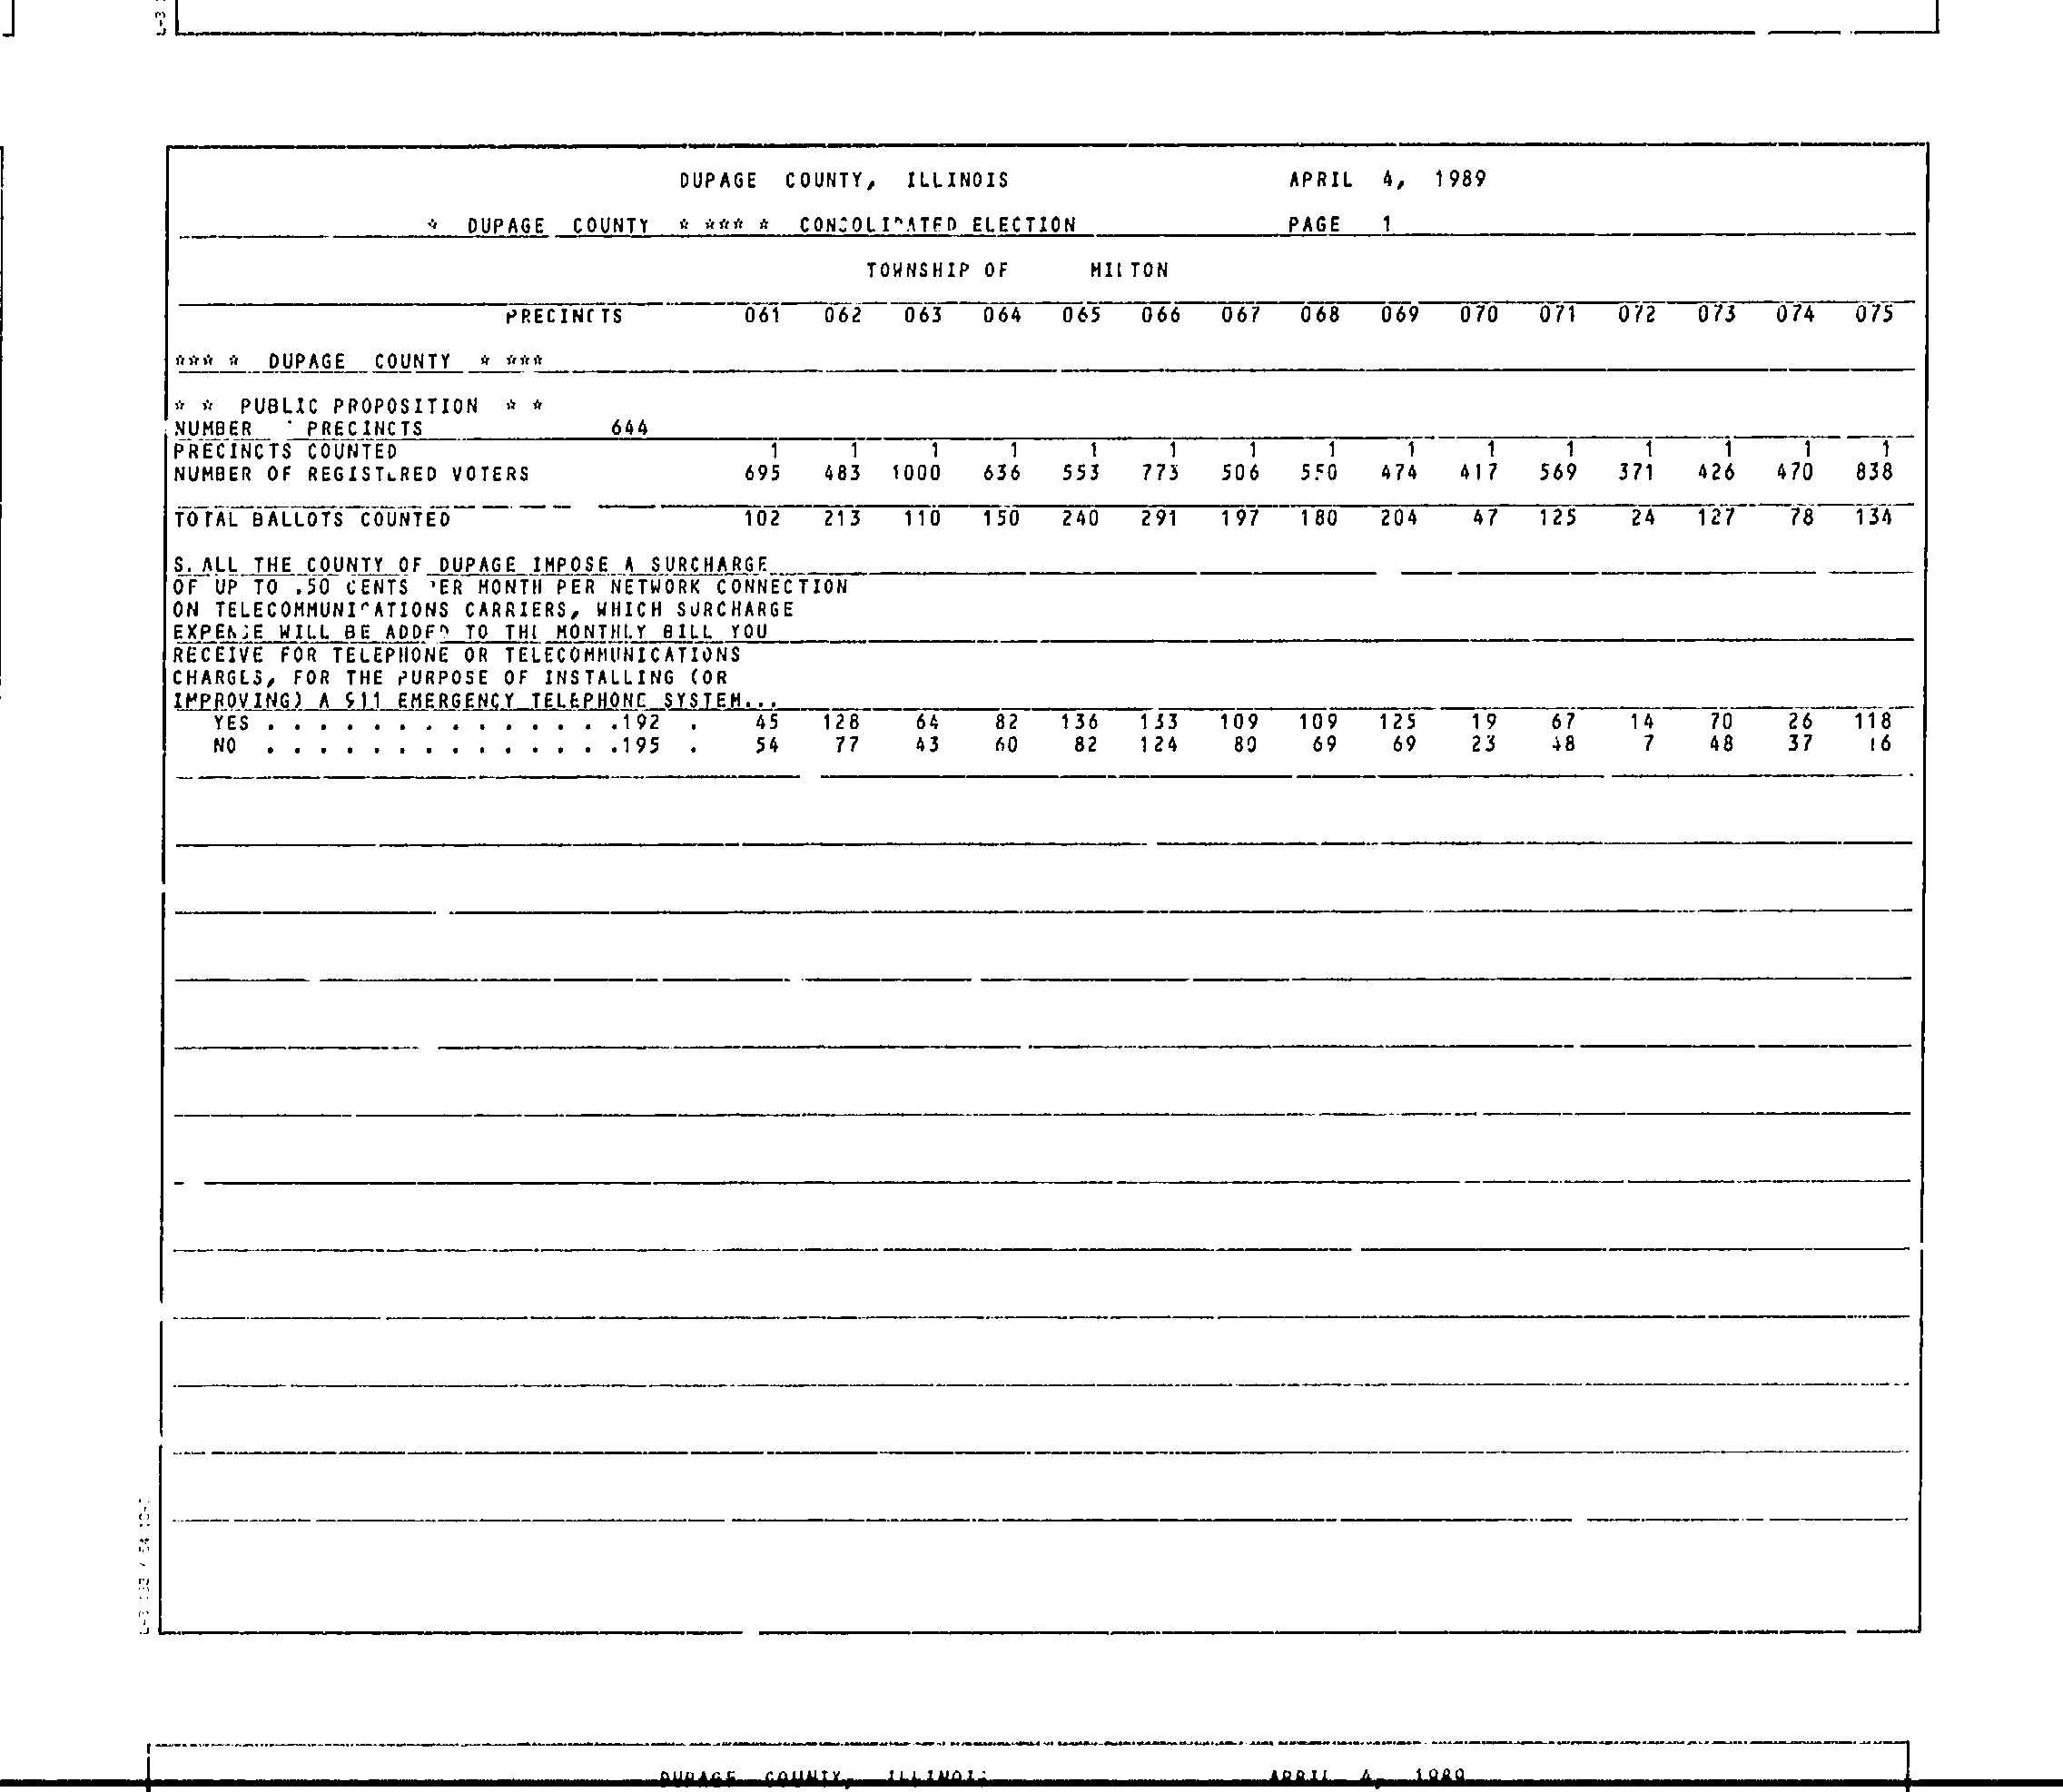 DUPAGE COUNTY, ILLINOIS APRIL 4, 1989
* DUPAGE COUNTY * *** * CONSOLIDATED ELECTION PAGE 1
TOWNSHIP OF MILTON
PRECINCTS 061 062 063 064 065 066 067 068 069 070 071 072 073 074 075
*** * DUPAGE COUNTY * ***
* * PUBLIC PROPOSITION * *
NUMBER PRECINCTS 644
PRECINCTS COUNTED 1 1 1 1 1 1 1 1 1 1 1 1 1 1 1
NUMBER OF REGISTERED VOTERS 695 483 1000 636 553 773 506 550 474 417 569 371 426 470 838
TOTAL BALLOTS COUNTED 102 213 110 150 240 291 197 180 204 47 125 24 127 78 134
S.ALL THE COUNTY OF DUPAGE IMPOSE A SURCHARGE
OF UP TO .50 CENTS PER MONTH PER NETWORK CONNECTION
ON TELECOMMUNICATIONS CARRIERS, WHICH SURCHARGE
EXPENSE WILL BE ADDED TO THE MONTHLY BILL YOU
RECEIVE FOR TELEPHONE OR TELECOMMUNICATIONS
CHARGES, FOR THE PURPOSE OF INSTALLING (OR
IMPROVING) A 911 EMERGENCY TELEPHONE SYSTEM...
YES . . . . . . . . . . . . . .192 . 45 128 64 82 136 109 109 125 19 67 14 70 26 118
NO . . . . . . . . . . . . . .195 . 54 77 43 60 82 124 69 69 23 48 7 48 37 16
DUPAGE COUNTY, ILLINOIS APRIL 4, 1989